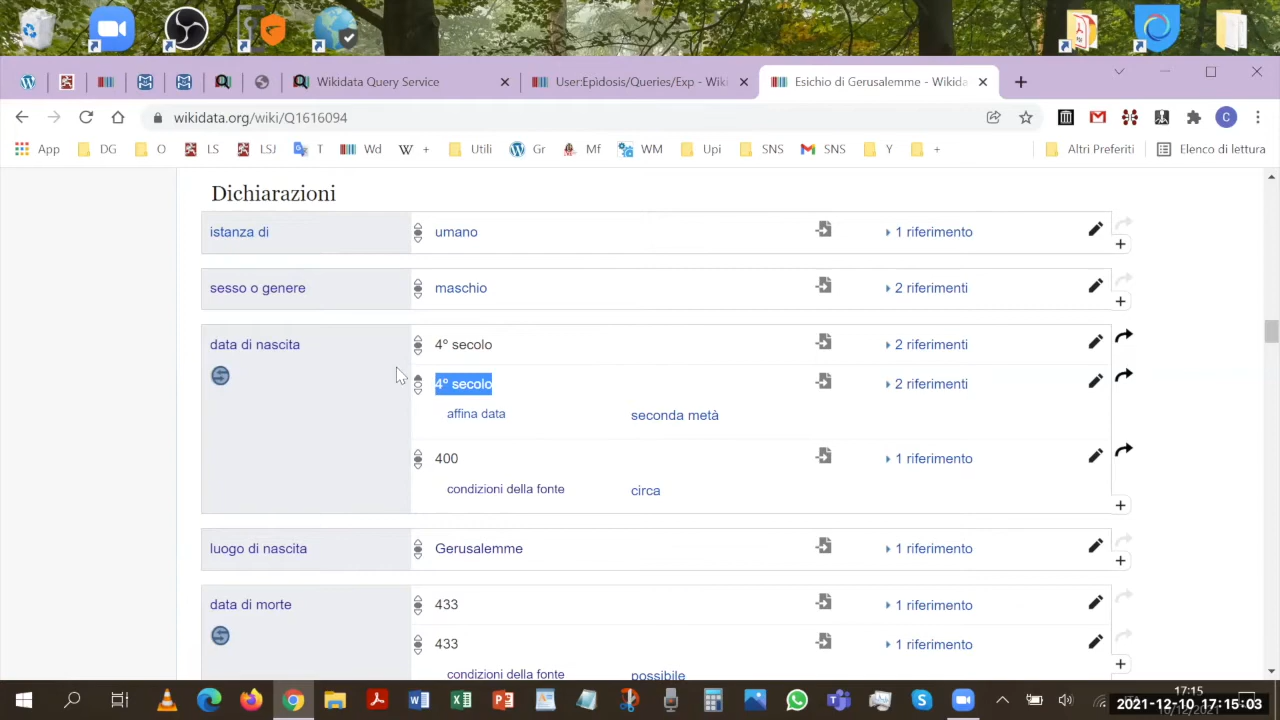 Wikidata Query Service
User:Epìdosis/Queries/Exp - Wiki
Esichio di Gerusalemme - Wikida
wikidata.org/wiki/Q1616094
C
App
DG
O
LS
LSJ
T
Wd
+
Utili
Gr
Mf
WM
Upi
SNS
SNS
Y
+
Altri Preferiti
Elenco di lettura
Dichiarazioni
istanza di
umano
1 riferimento
sesso o genere
maschio
2 riferimenti
data di nascita
4º secolo
2 riferimenti
4º secolo
2 riferimenti
affina data
seconda metà
400
1 riferimento
condizioni della fonte
circa
luogo di nascita
Gerusalemme
1 riferimento
data di morte
433
1 riferimento
433
1 riferimento
condizioni della fonte
possibile
17:15
2021-12-10 17:15:03